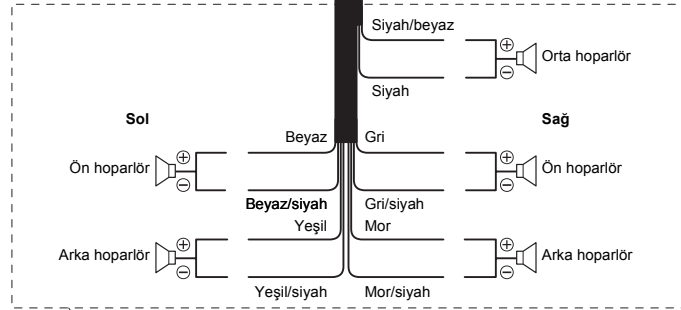 Siyah/beyaz
⊕
Orta hoparlör
⊖
Siyah
Sol
Sağ
Beyaz
Gri
Ön hoparlör
⊕
⊖
⊕
⊖
Ön hoparlör
Beyaz/siyah
Gri/siyah
Yeşil
Mor
Arka hoparlör
⊕
⊖
⊕
⊖
Arka hoparlör
Yeşil/siyah
Mor/siyah